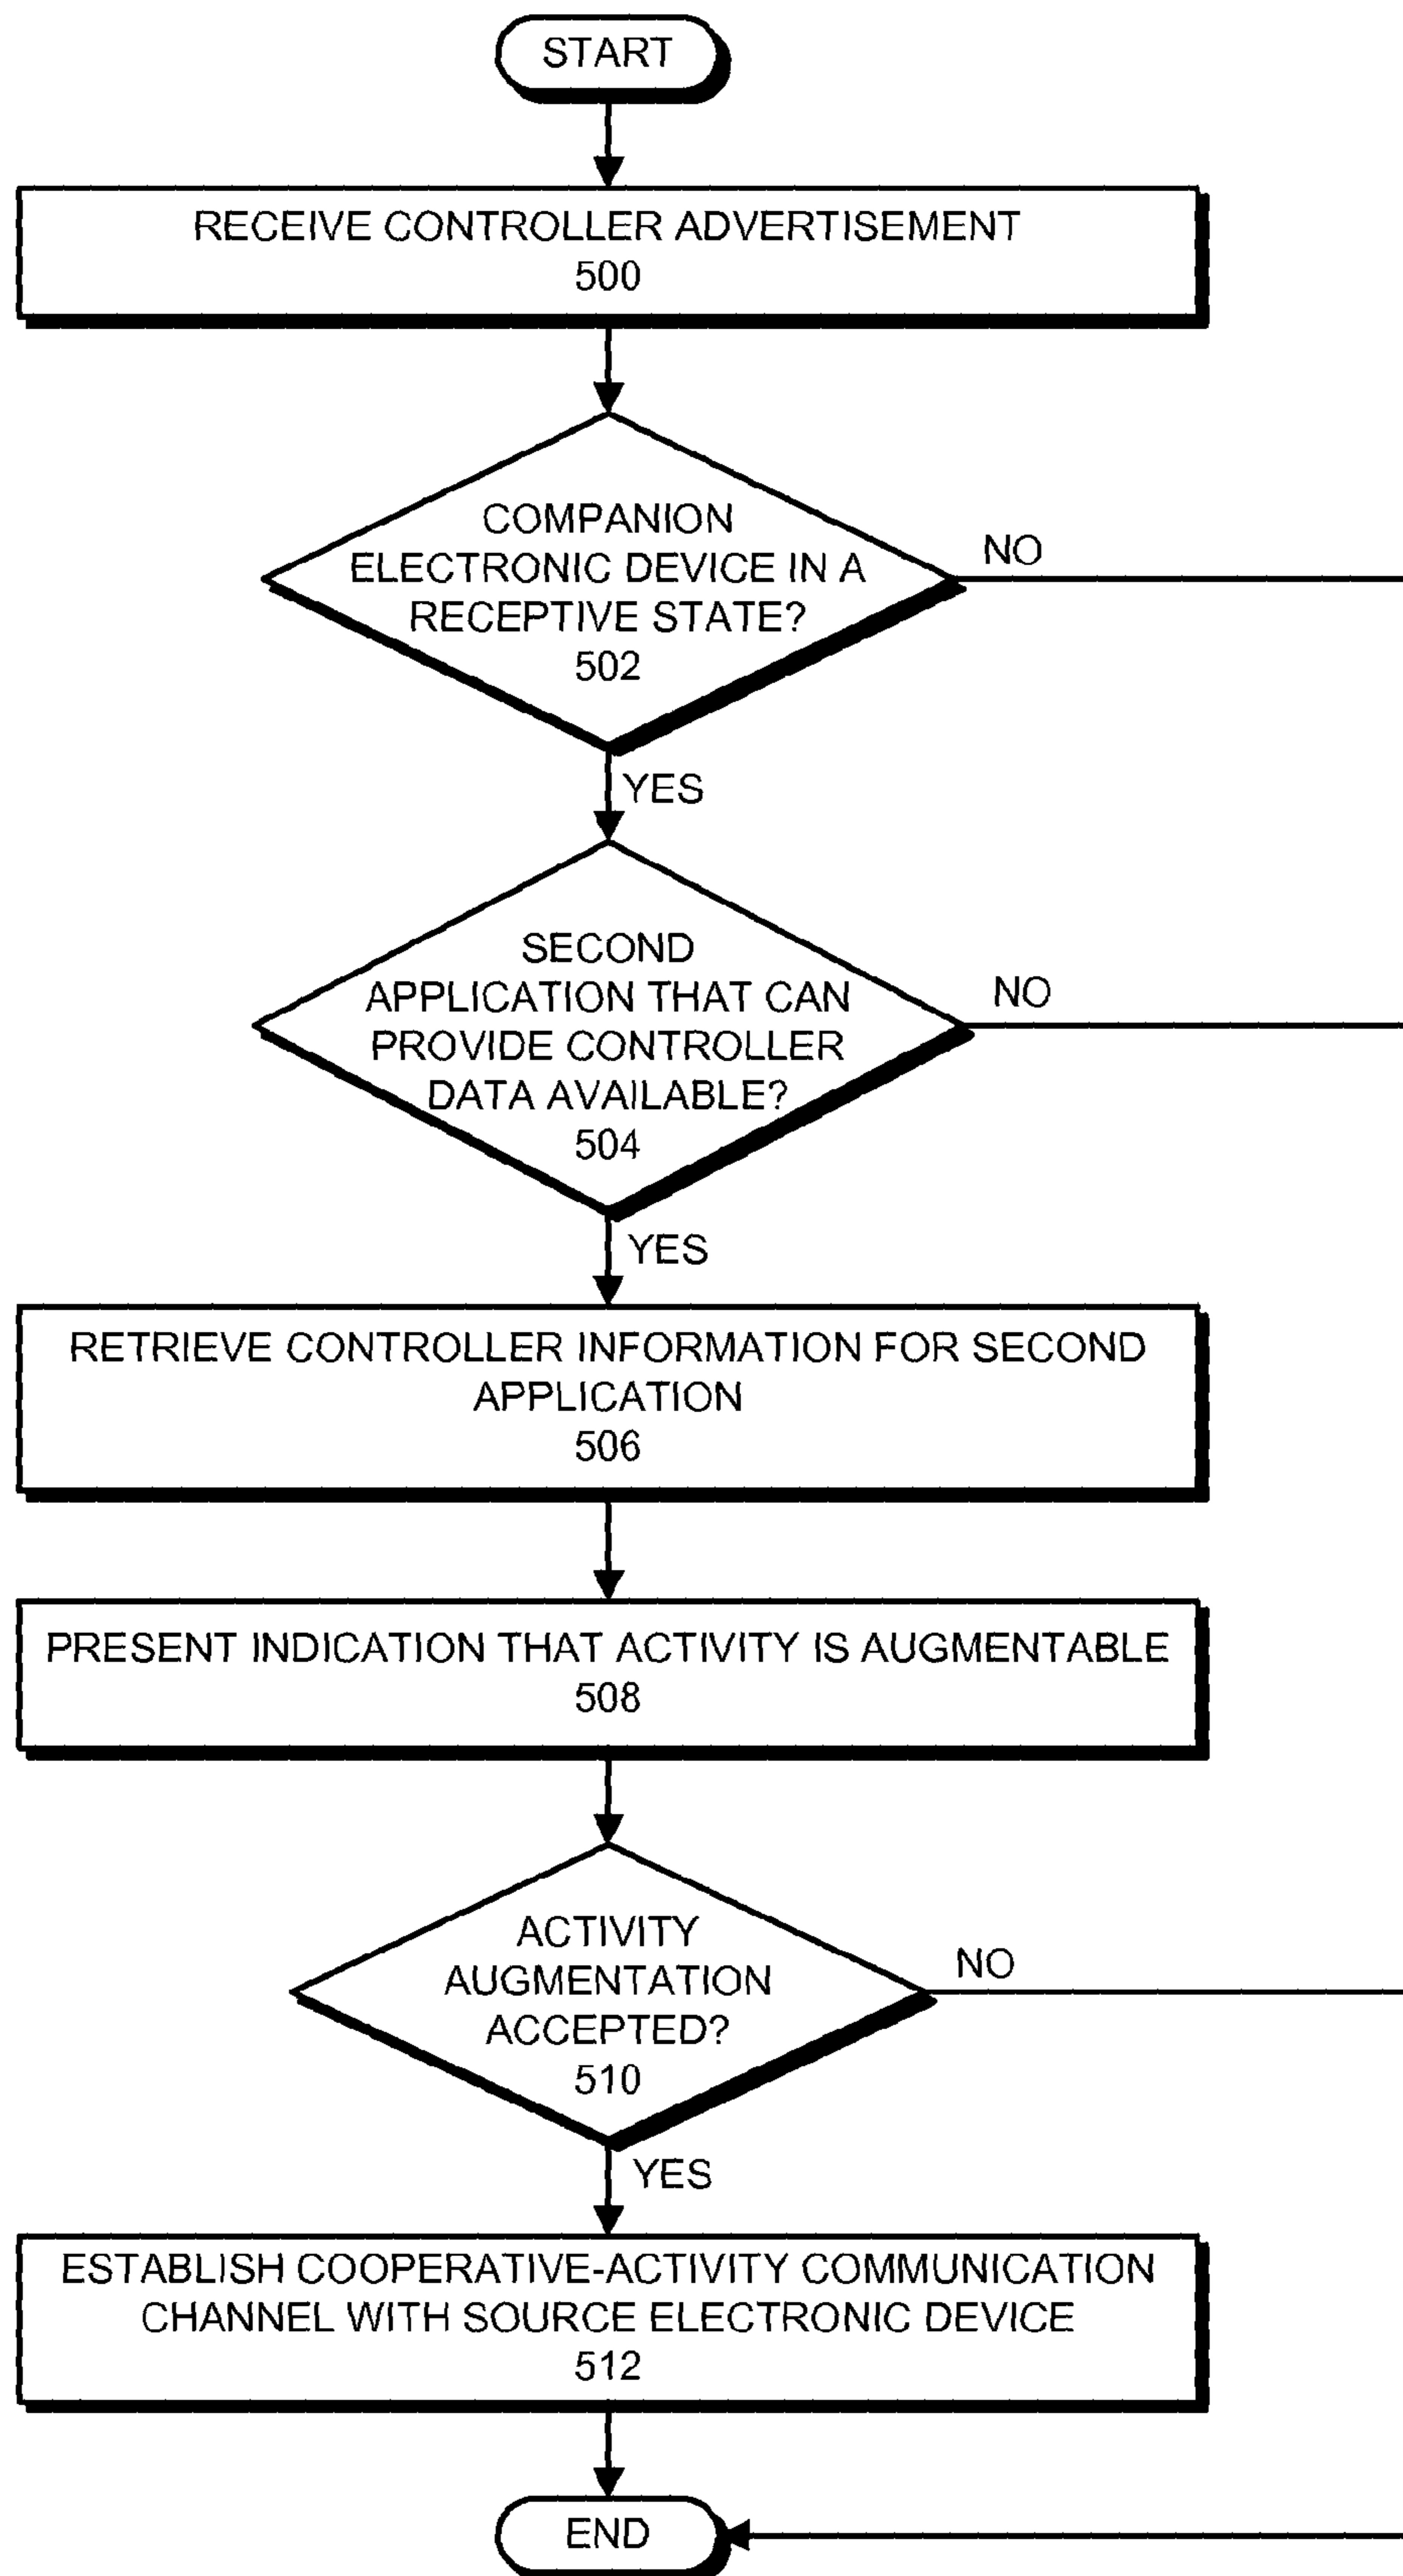 START
RECEIVE CONTROLLER ADVERTISEMENT
500
COMPANION
ELECTRONIC DEVICE IN A
RECEPTIVE STATE?
502
NO
YES
SECOND
APPLICATION THAT CAN
PROVIDE CONTROLLER
DATA AVAILABLE?
504
NO
YES
RETRIEVE CONTROLLER INFORMATION FOR SECOND
APPLICATION
506
PRESENT INDICATION THAT ACTIVITY IS AUGMENTABLE
508
ACTIVITY
AUGMENTATION
ACCEPTED?
510
NO
YES
ESTABLISH COOPERATIVE-ACTIVITY COMMUNICATION
CHANNEL WITH SOURCE ELECTRONIC DEVICE
512
END